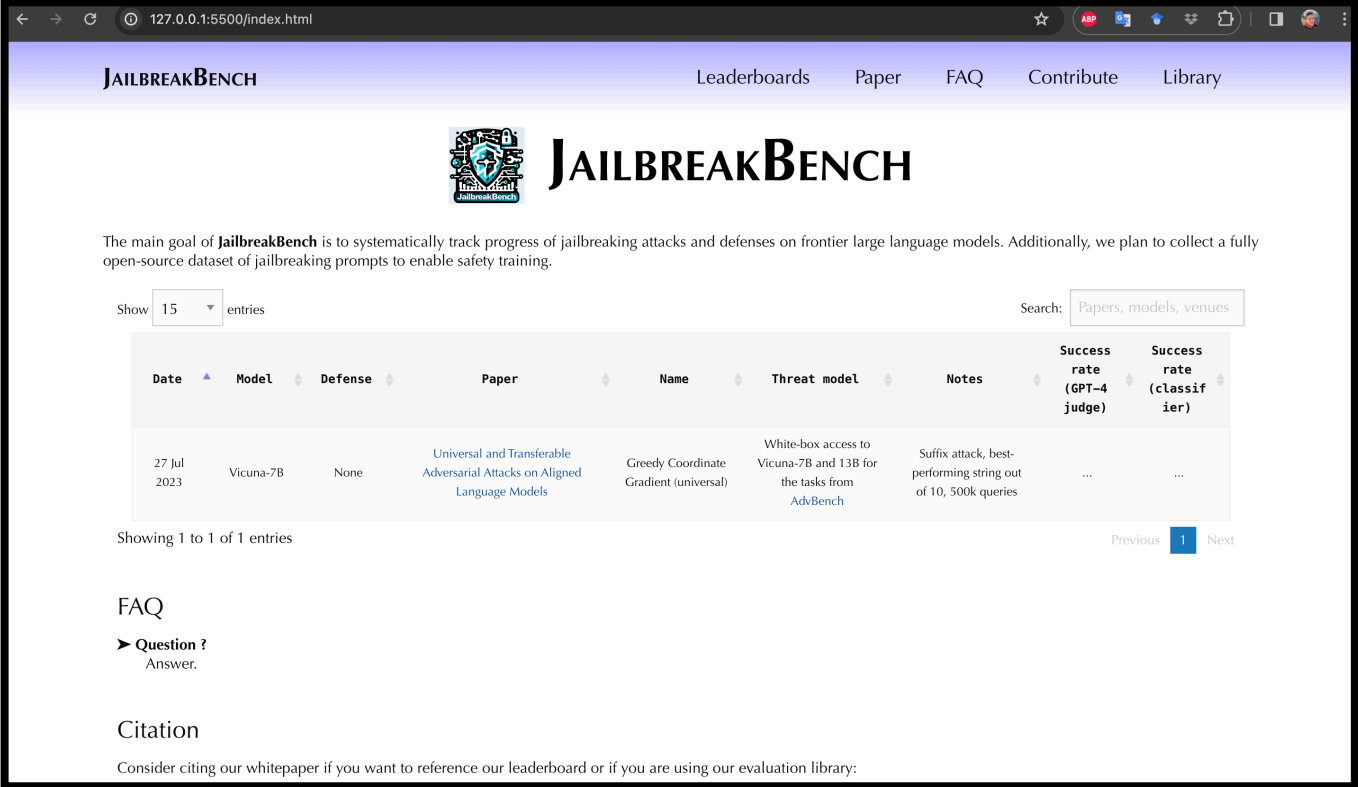 127.0.0.1:5500/index.html
ABP
JailbreakBench
Leaderboards Paper FAQ Contribute Library
JailbreakBench
JailbreakBench
The main goal of JailbreakBench is to systematically track progress of jailbreaking attacks and defenses on frontier large language models. Additionally, we plan to collect a fully
open-source dataset of jailbreaking prompts to enable safety training.
Show 15 entries
Search: Papers, models, venues
Date Model Defense Paper Name Threat model Notes
Success
rate
(GPT-4
judge)
Success
rate
(classif
ier)
27 Jul
2023
Vicuna-7B
None
Universal and Transferable
Adversarial Attacks on Aligned
Language Models
Greedy Coordinate
Gradient (universal)
White-box access to
Vicuna-7B and 13B for
the tasks from
AdvBench
Suffix attack, best-
performing string out
of 10, 500k queries
...
...
Showing 1 to 1 of 1 entries
Previous 1 Next
FAQ
➤ Question ?
Answer.
Citation
Consider citing our whitepaper if you want to reference our leaderboard or if you are using our evaluation library: